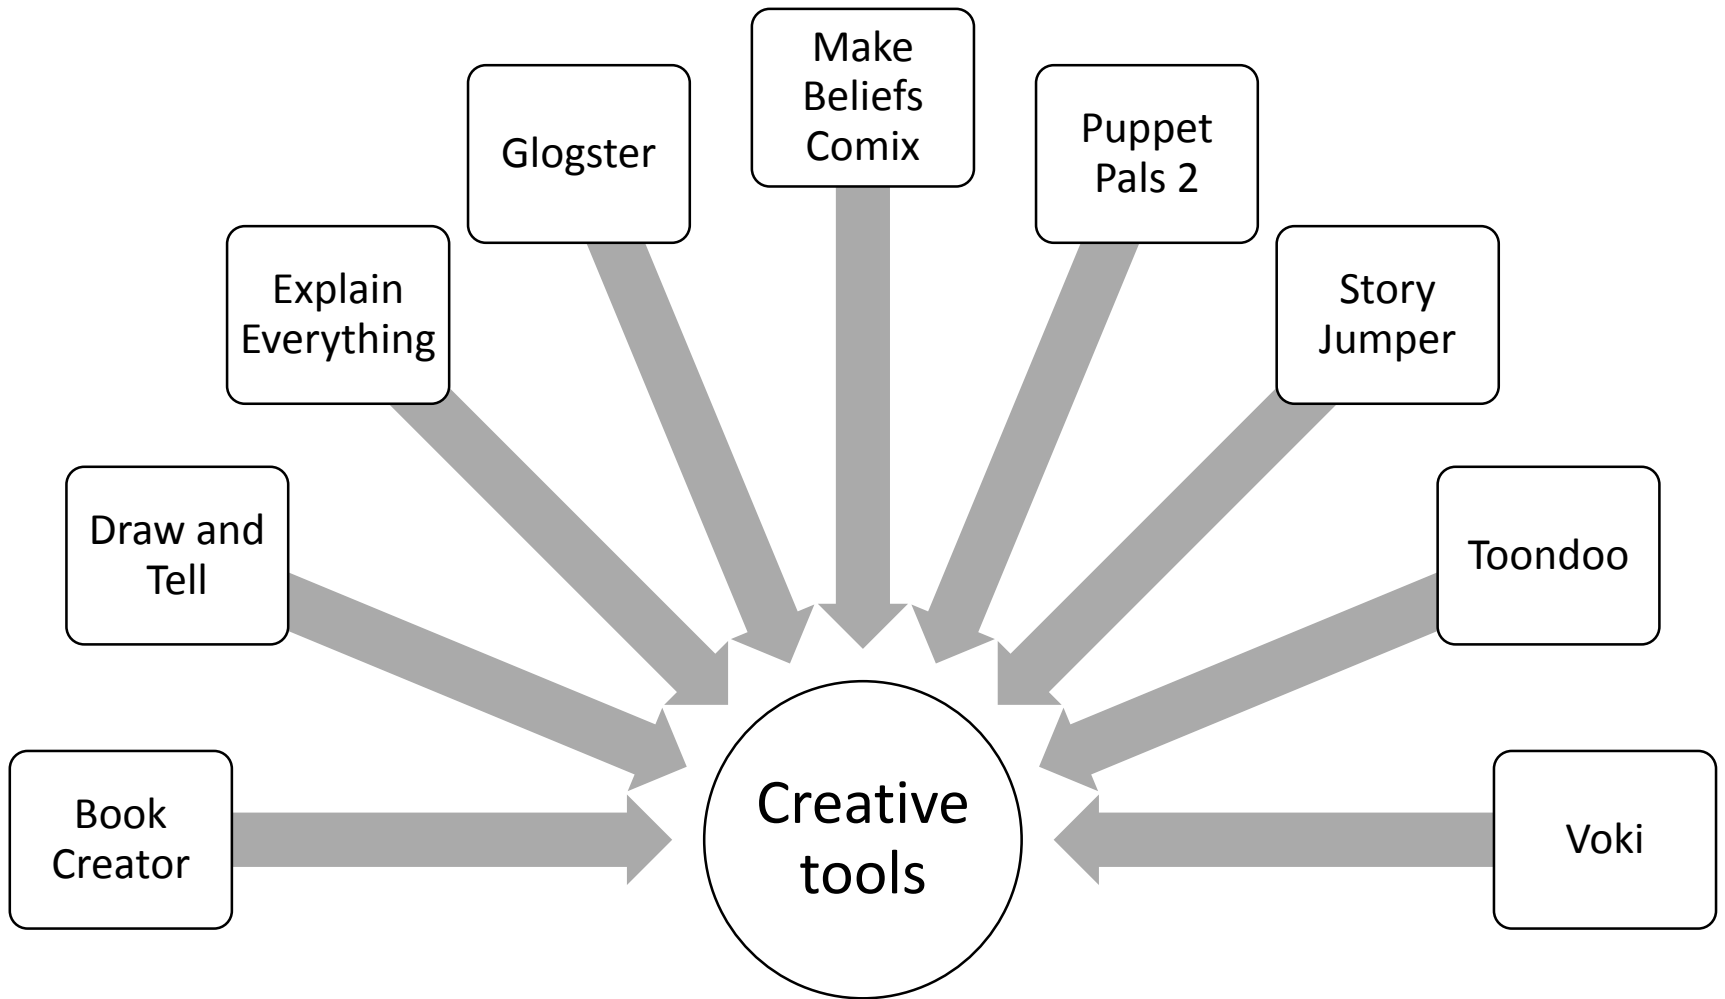 Make
Beliefs
Comix
Glogster
Puppet
Pals 2
Explain
Everything
Story
Jumper
Draw and
Tell
Toondoo
Book
Creator
Creative
tools
Voki